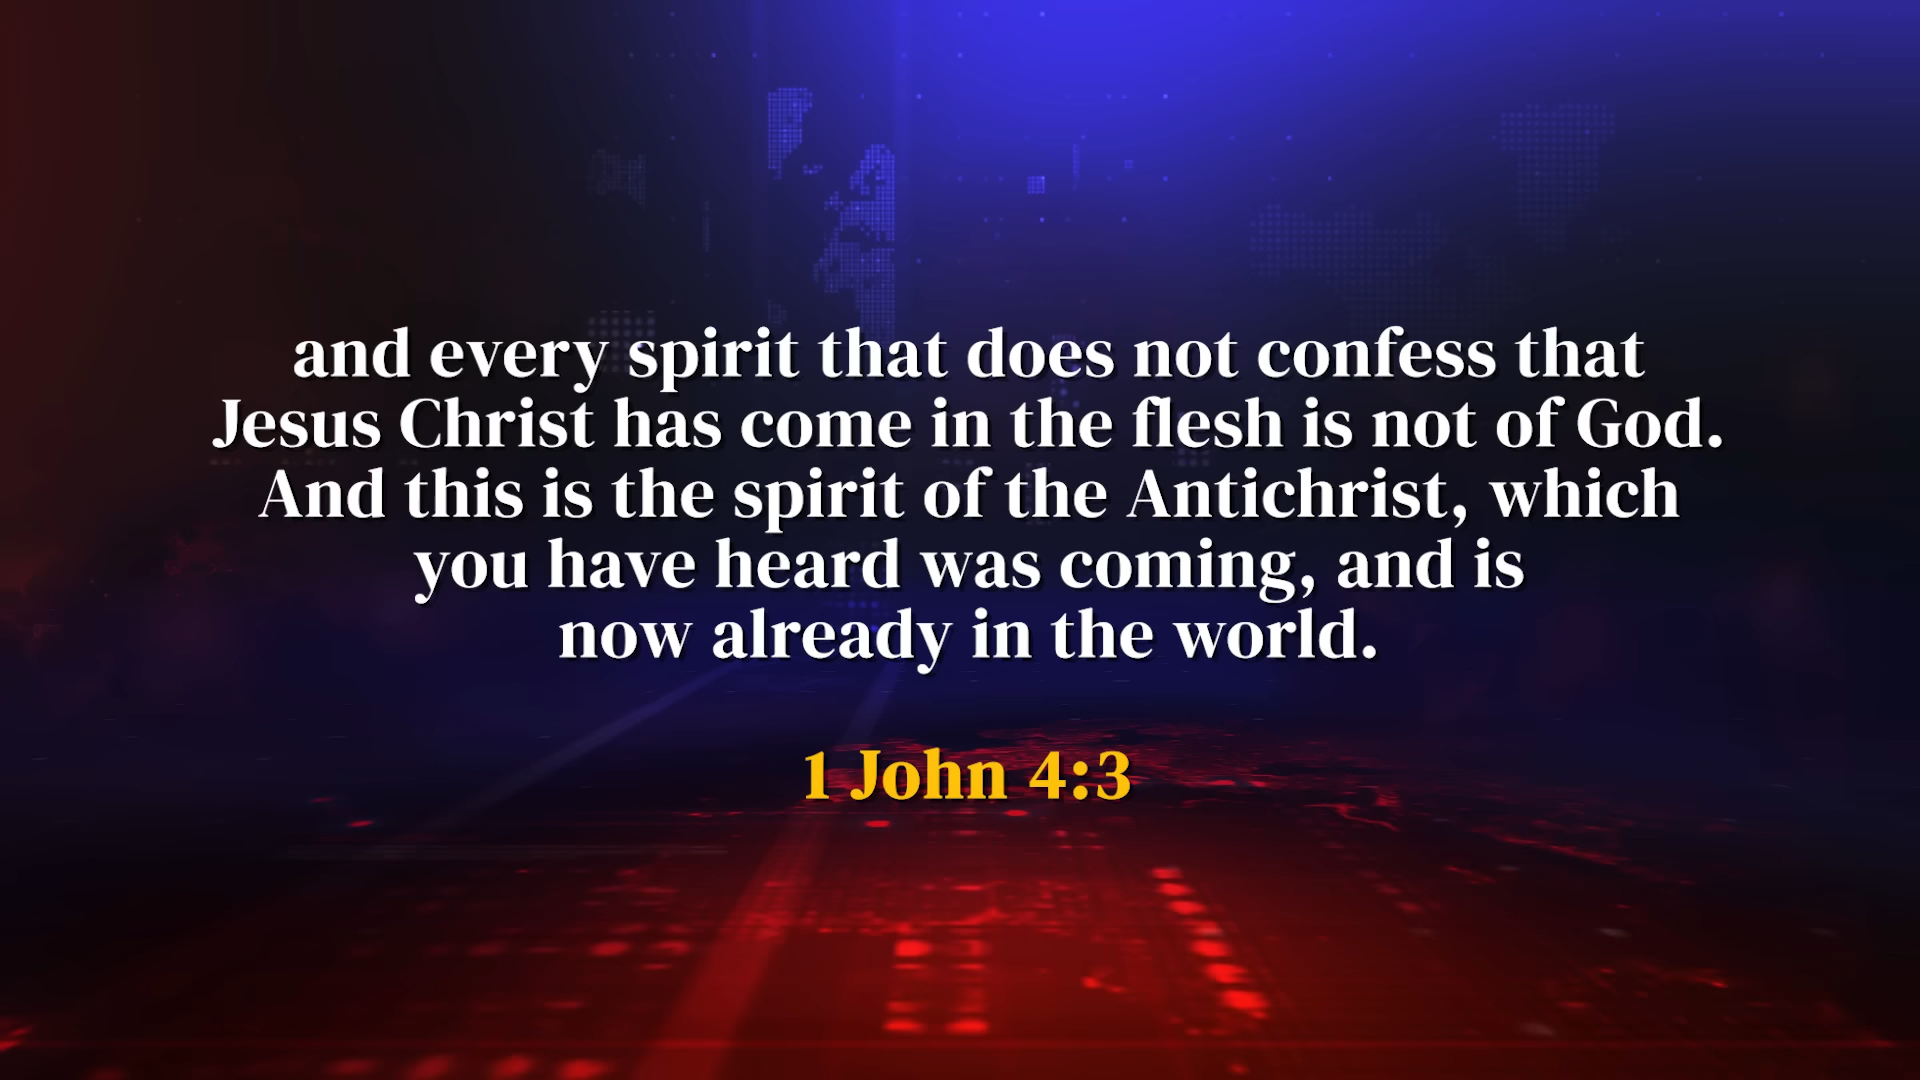 and every spirit that does not confess that
Jesus Christ has come in the flesh is not of God.
And this is the spirit of the Antichrist, which
you have heard was coming, and is
now already in the world.
1 John 4:3